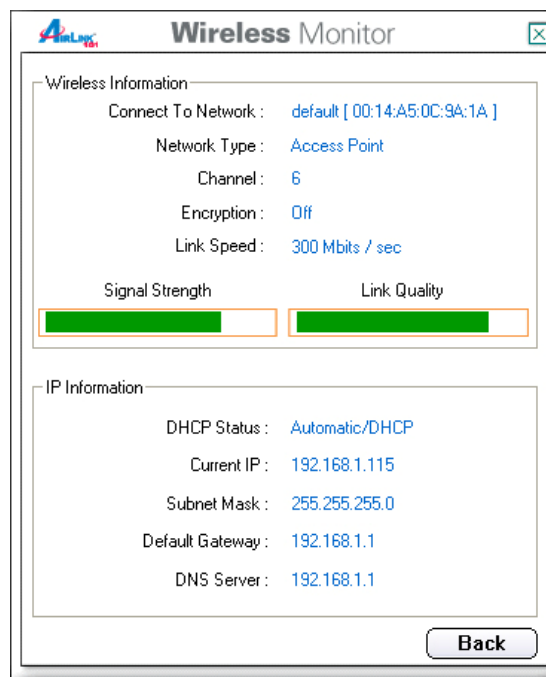 AIRLINK 101
Wireless Monitor
Wireless Information
Connect To Network : default [ 00:14:A5:0C:9A:1A ]
Network Type : Access Point
Channel : 6
Encryption : Off
Link Speed : 300 Mbits / sec
Signal Strength Link Quality
IP Information
DHCP Status : Automatic/DHCP
Current IP : 192.168.1.115
Subnet Mask : 255.255.255.0
Default Gateway : 192.168.1.1
DNS Server : 192.168.1.1
Back